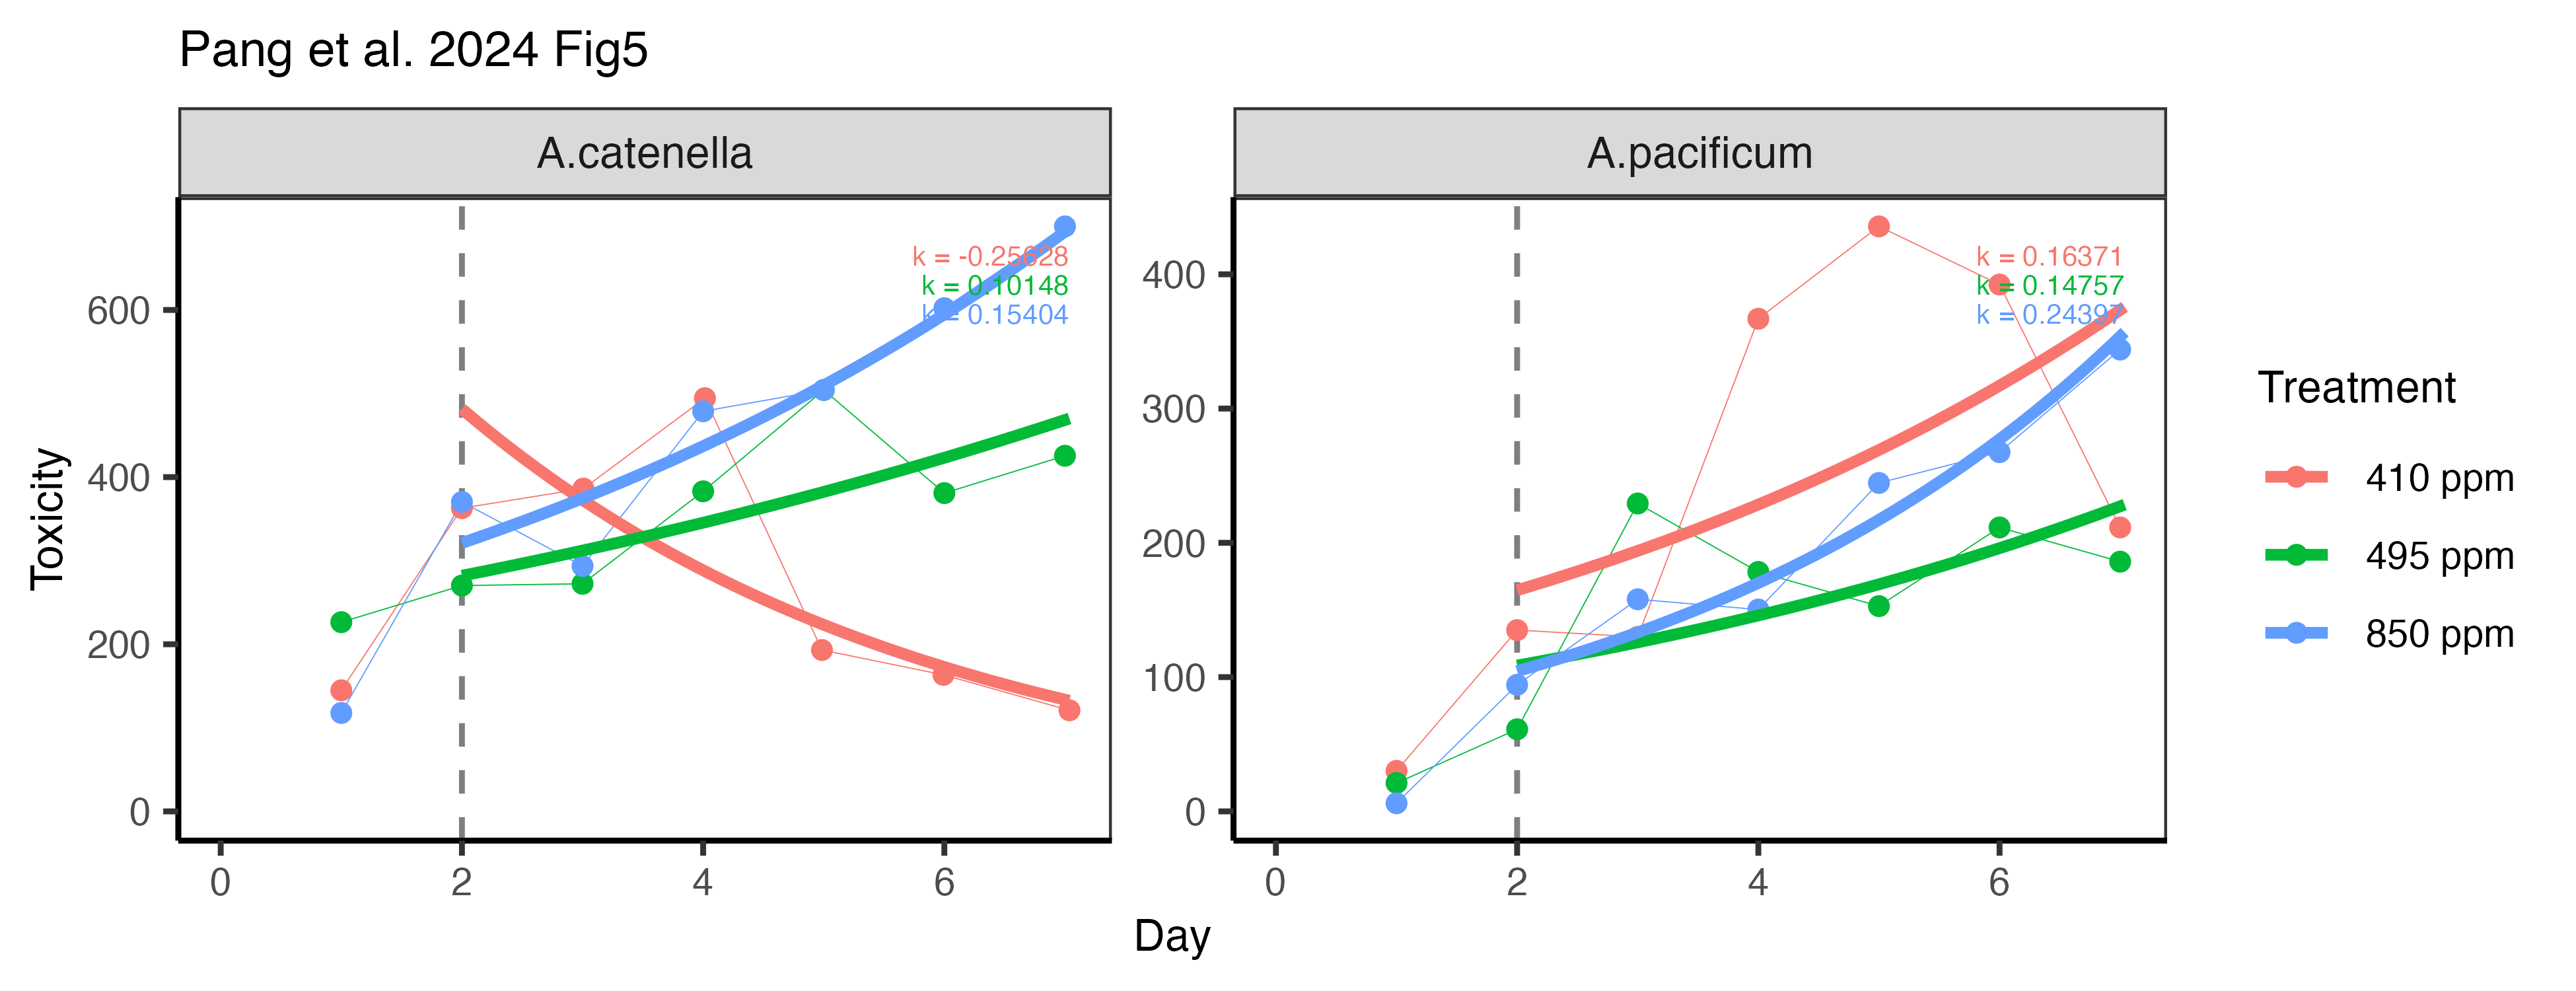 Pang et al. 2024 Fig5
A.catenella
A.pacificum
k = -0.25628
k = 0.10148
k = 0.15404
k = 0.16371
k = 0.14757
k = 0.24397
Toxicity
600
400
200
0
400
300
200
100
0
0 2 4 6
0 2 4 6
Day
Treatment
410 ppm
495 ppm
850 ppm